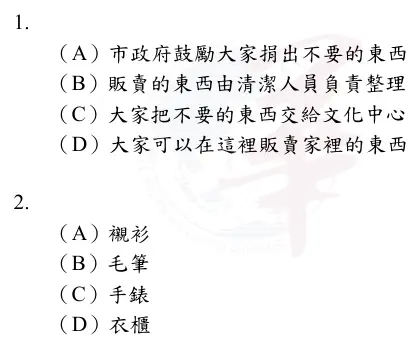 1.
（A）市政府鼓勵大家捐出不要的東西
（B）販賣的東西由清潔人員負責整理
（C）大家把不要的東西交給文化中心
（D）大家可以在這裡販賣家裡的東西
2.
（A）襯衫
（B）毛筆
（C）手錶
（D）衣櫃